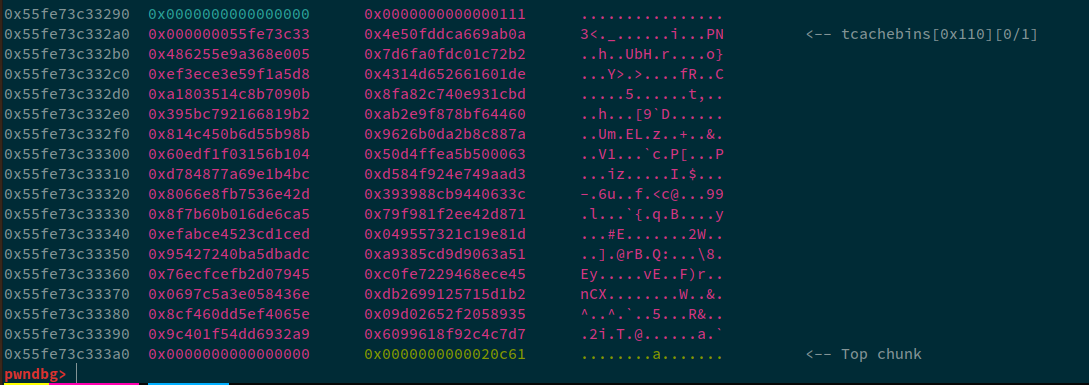 0x55fe73c33290 0x0000000000000000 0x0000000000000111 ................
0x55fe73c332a0 0x000000055fe73c33 0x4e50fddca669ab0a 3<._......i...PN <-- tcachebins[0x110][0/1]
0x55fe73c332b0 0x486255e9a368e005 0x7d6fa0fdc01c72b2 ..h..UbH.r....o}
0x55fe73c332c0 0xef3ece3e59f1a5d8 0x4314d652661601de ...Y>.>....fR..C
0x55fe73c332d0 0xa1803514c8b7090b 0x8fa82c740e931cbd .....5......t,..
0x55fe73c332e0 0x395bc792166819b2 0xab2e9f878bf64460 ..h...[9`D......
0x55fe73c332f0 0x814c450b6d55b98b 0x9626b0da2b8c887a ..Um.EL.z..+..&.
0x55fe73c33300 0x60edf1f03156b104 0x50d4ffea5b500063 ..V1...`c.P[...P
0x55fe73c33310 0xd784877a69e1b4bc 0xd584f924e749aad3 ...iz.....I.$...
0x55fe73c33320 0x8066e8fb7536e42d 0x393988cb9440633c -.6u..f.<c@...99
0x55fe73c33330 0x8f7b60b016de6ca5 0x79f981f2ee42d871 .l...`{.q.B....y
0x55fe73c33340 0xefabce4523cd1ced 0x049557321c19e81d ...#E.......2W..
0x55fe73c33350 0x95427240ba5dbadc 0xa9385cd9d9063a51 ..].@rB.Q:...\8.
0x55fe73c33360 0x76ecfcefb2d07945 0xc0fe7229468ece45 Ey.....vE..F)r..
0x55fe73c33370 0x0697c5a3e058436e 0xdb2699125715d1b2 nCX........W..&.
0x55fe73c33380 0x8cf460dd5ef4065e 0x09d02652f2058935 ^..^.`..5...R&..
0x55fe73c33390 0x9c401f54dd6932a9 0x6099618f92c4c7d7 .2i.T.@......a.`
0x55fe73c333a0 0x0000000000000000 0x0000000000020c61 ........a....... <-- Top chunk
pwndbg>